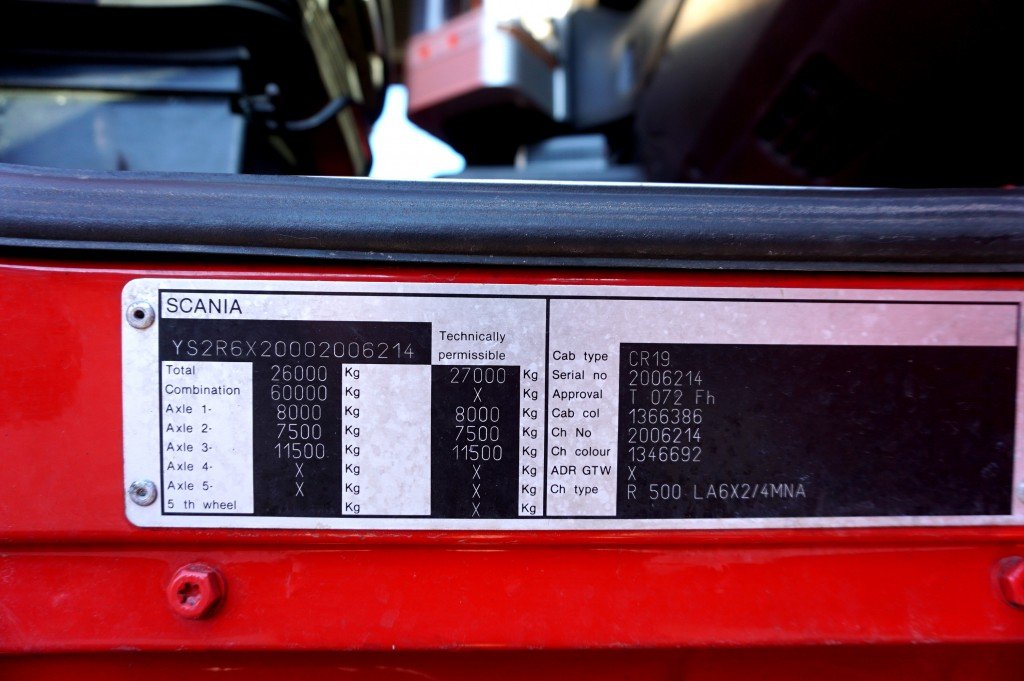 SCANIA
YS2R6X20002006214
Technically
permissible
Total 26000 Kg 27000 Kg
Combination 60000 Kg X Kg
Axle 1- 8000 Kg 8000 Kg
Axle 2- 7500 Kg 7500 Kg
Axle 3- 11500 Kg 11500 Kg
Axle 4- X Kg X Kg
Axle 5- X Kg X Kg
5 th wheel Kg X Kg
Cab type CR19
Serial no 2006214
Approval T 072 Fh
Cab col 1366386
Ch No 2006214
Ch colour 1346692
ADR GTW X
Ch type R 500 LA6X2/4MNA